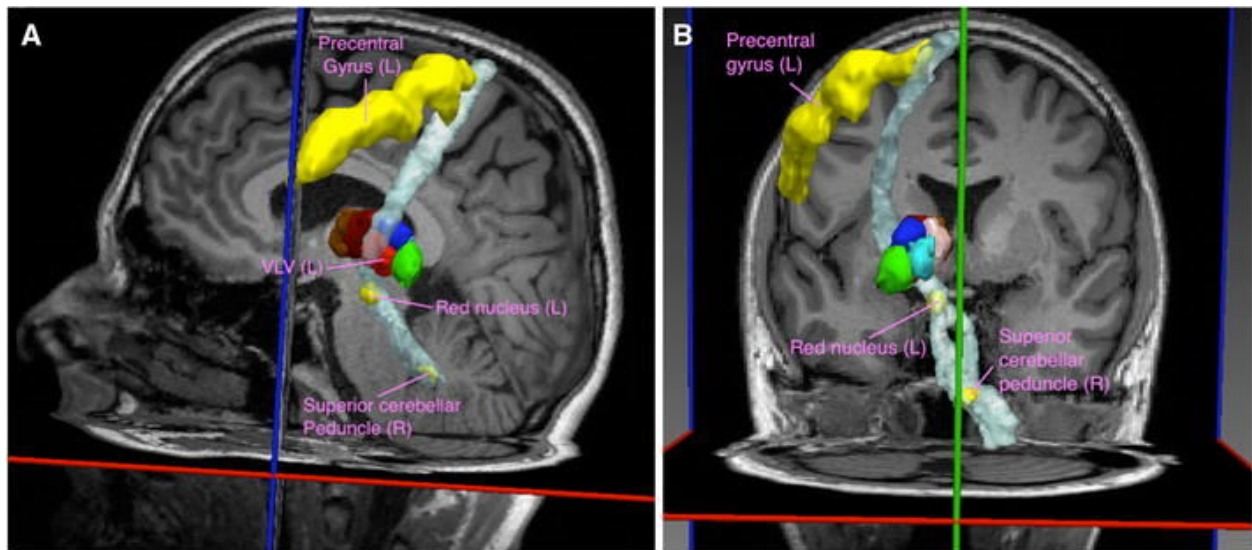 A
Precentral
Gyrus (L)
VLV (L)
Red nucleus (L)
Superior cerebellar
Peduncle (R)
B
Precentral
gyrus (L)
Red nucleus (L)
Superior
cerebellar
peduncle (R)